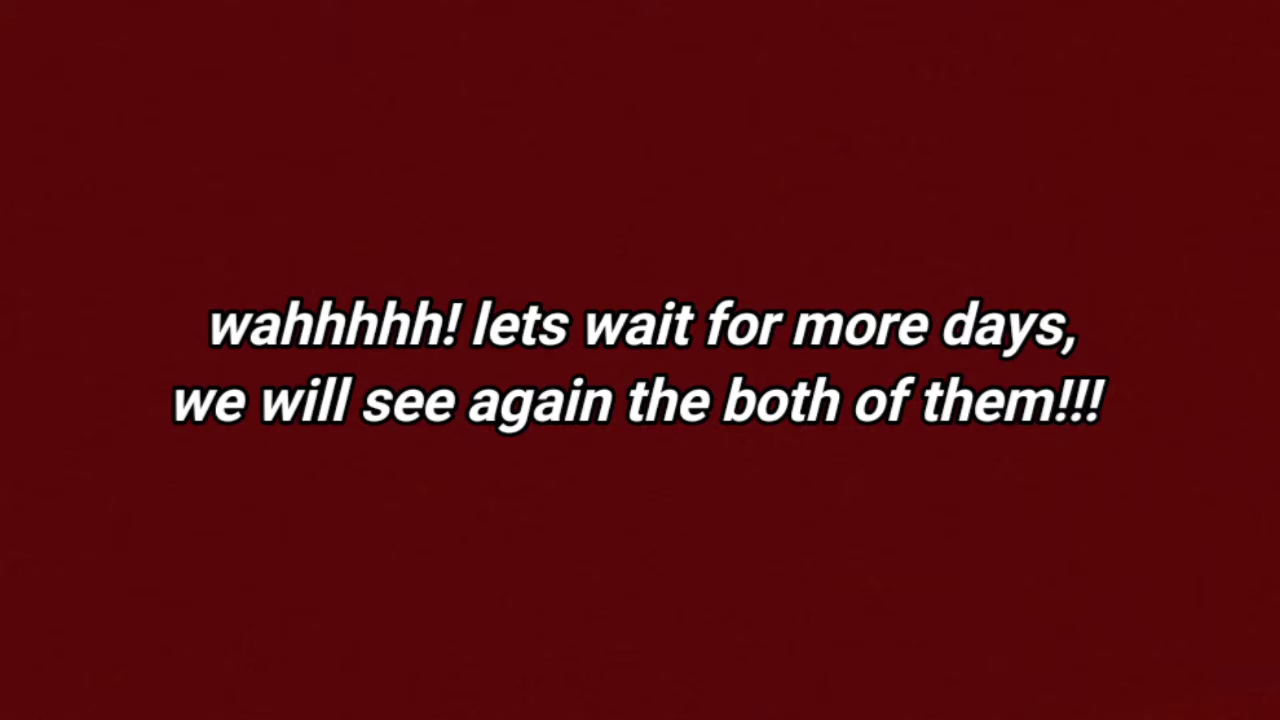 wahhhhh! lets wait for more days,
we will see again the both of them!!!